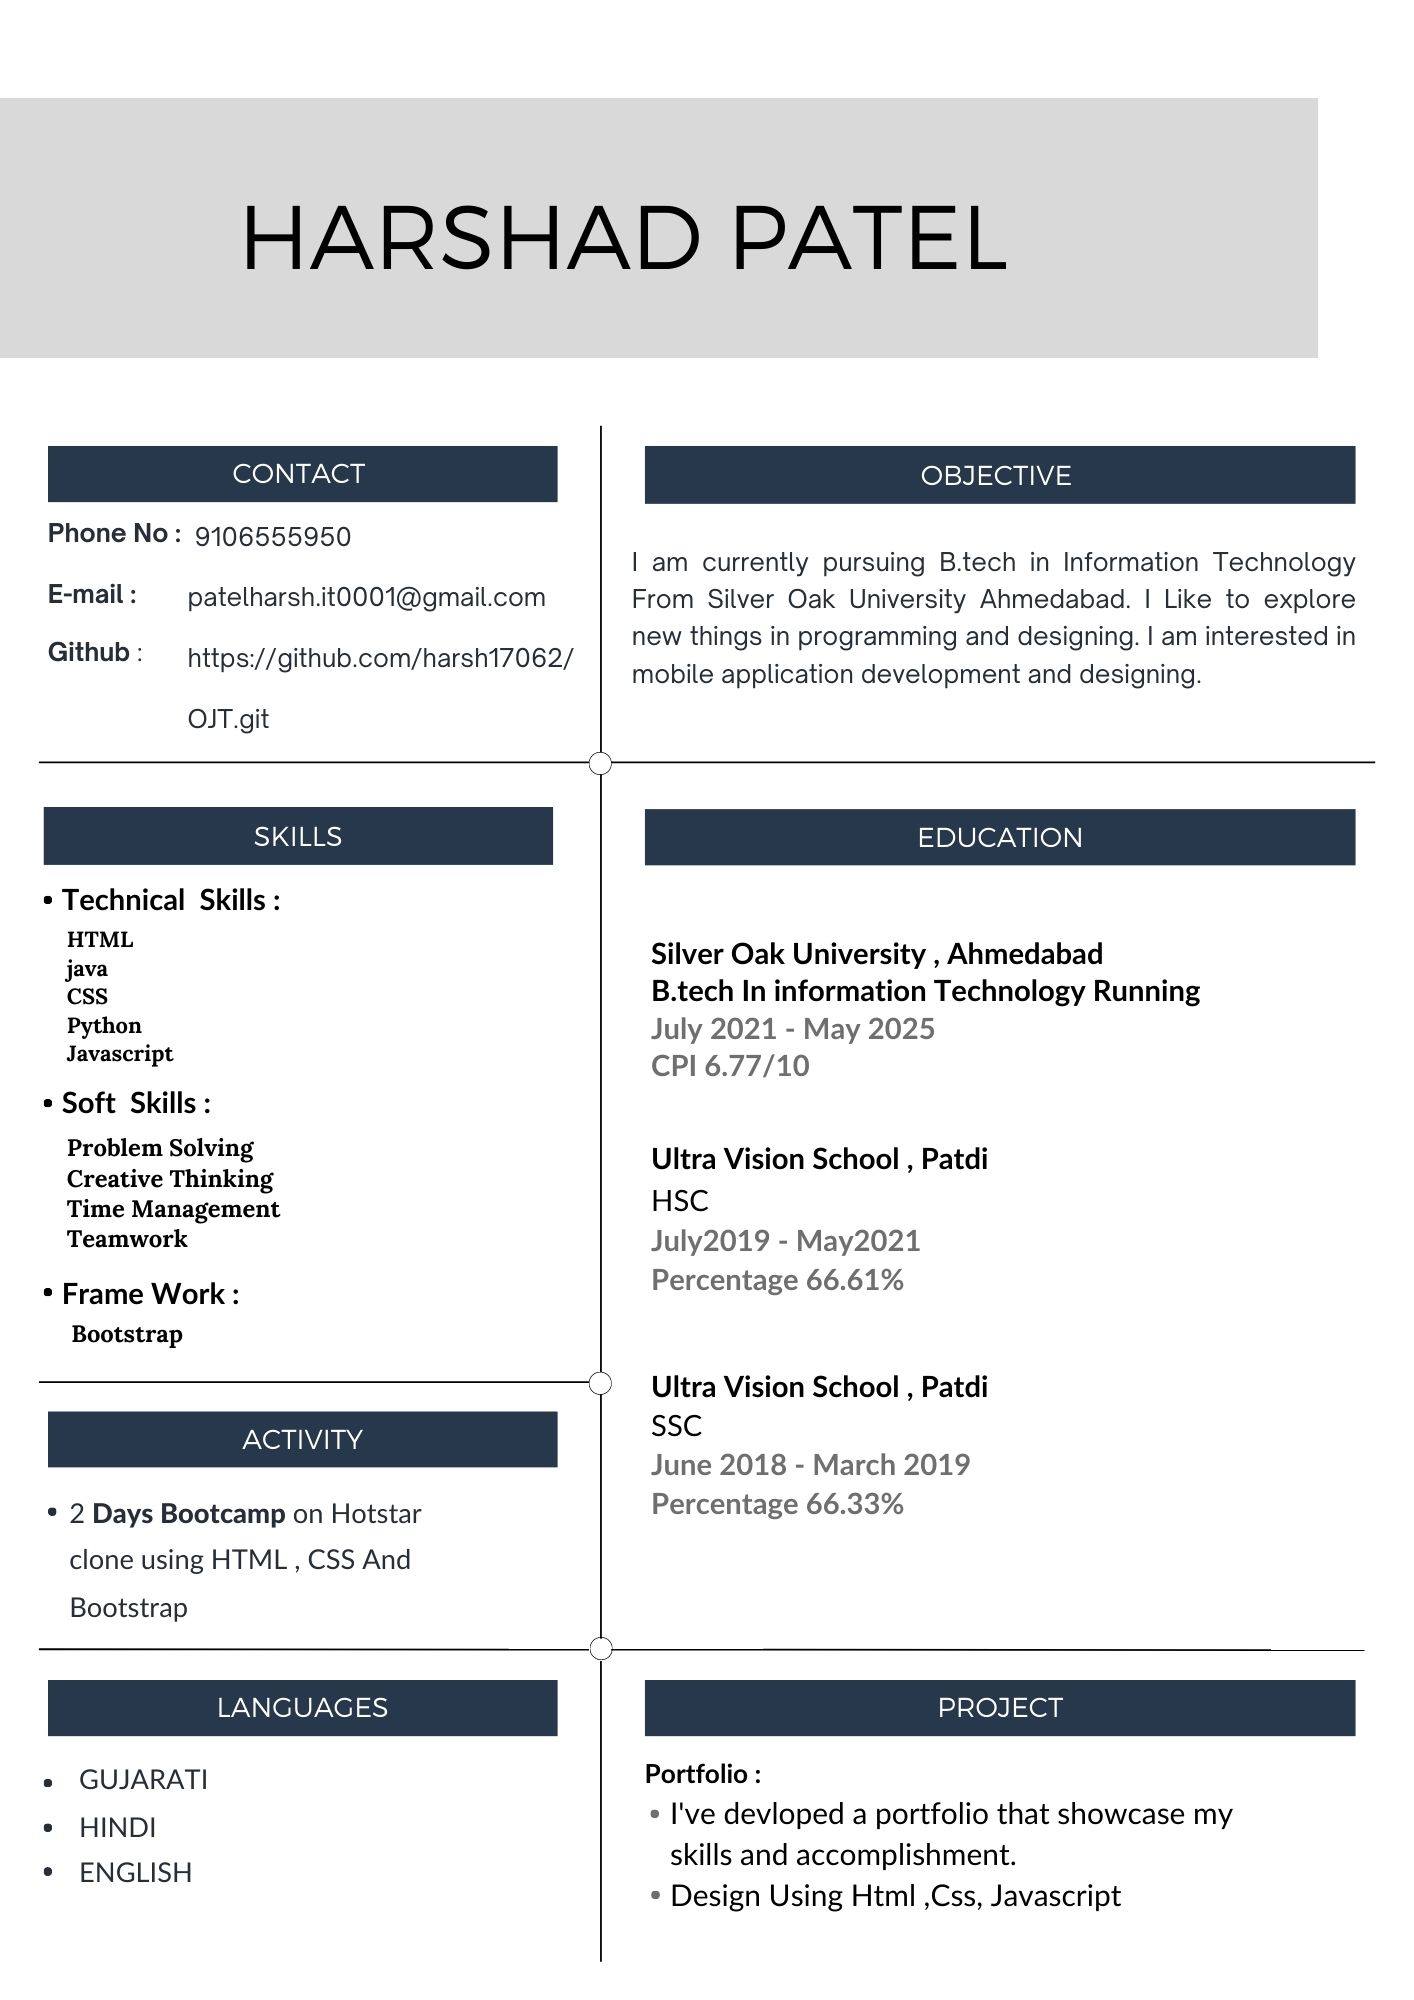 HARSHAD PATEL
CONTACT
Phone No : 9106555950
E-mail : patelharsh.it0001@gmail.com
Github : https://github.com/harsh17062/
OJT.git
OBJECTIVE
I am currently pursuing B.tech in Information Technology
From Silver Oak University Ahmedabad. I Like to explore
new things in programming and designing. I am interested in
mobile application development and designing.
SKILLS
• Technical Skills :
HTML
java
CSS
Python
Javascript
• Soft Skills :
Problem Solving
Creative Thinking
Time Management
Teamwork
• Frame Work :
Bootstrap
EDUCATION
Silver Oak University , Ahmedabad
B.tech In information Technology Running
July 2021 - May 2025
CPI 6.77/10
Ultra Vision School , Patdi
HSC
July2019 - May2021
Percentage 66.61%
Ultra Vision School , Patdi
SSC
June 2018 - March 2019
Percentage 66.33%
ACTIVITY
• 2 Days Bootcamp on Hotstar
clone using HTML , CSS And
Bootstrap
LANGUAGES
• GUJARATI
• HINDI
• ENGLISH
PROJECT
Portfolio :
• I've devloped a portfolio that showcase my
skills and accomplishment.
• Design Using Html ,Css, Javascript